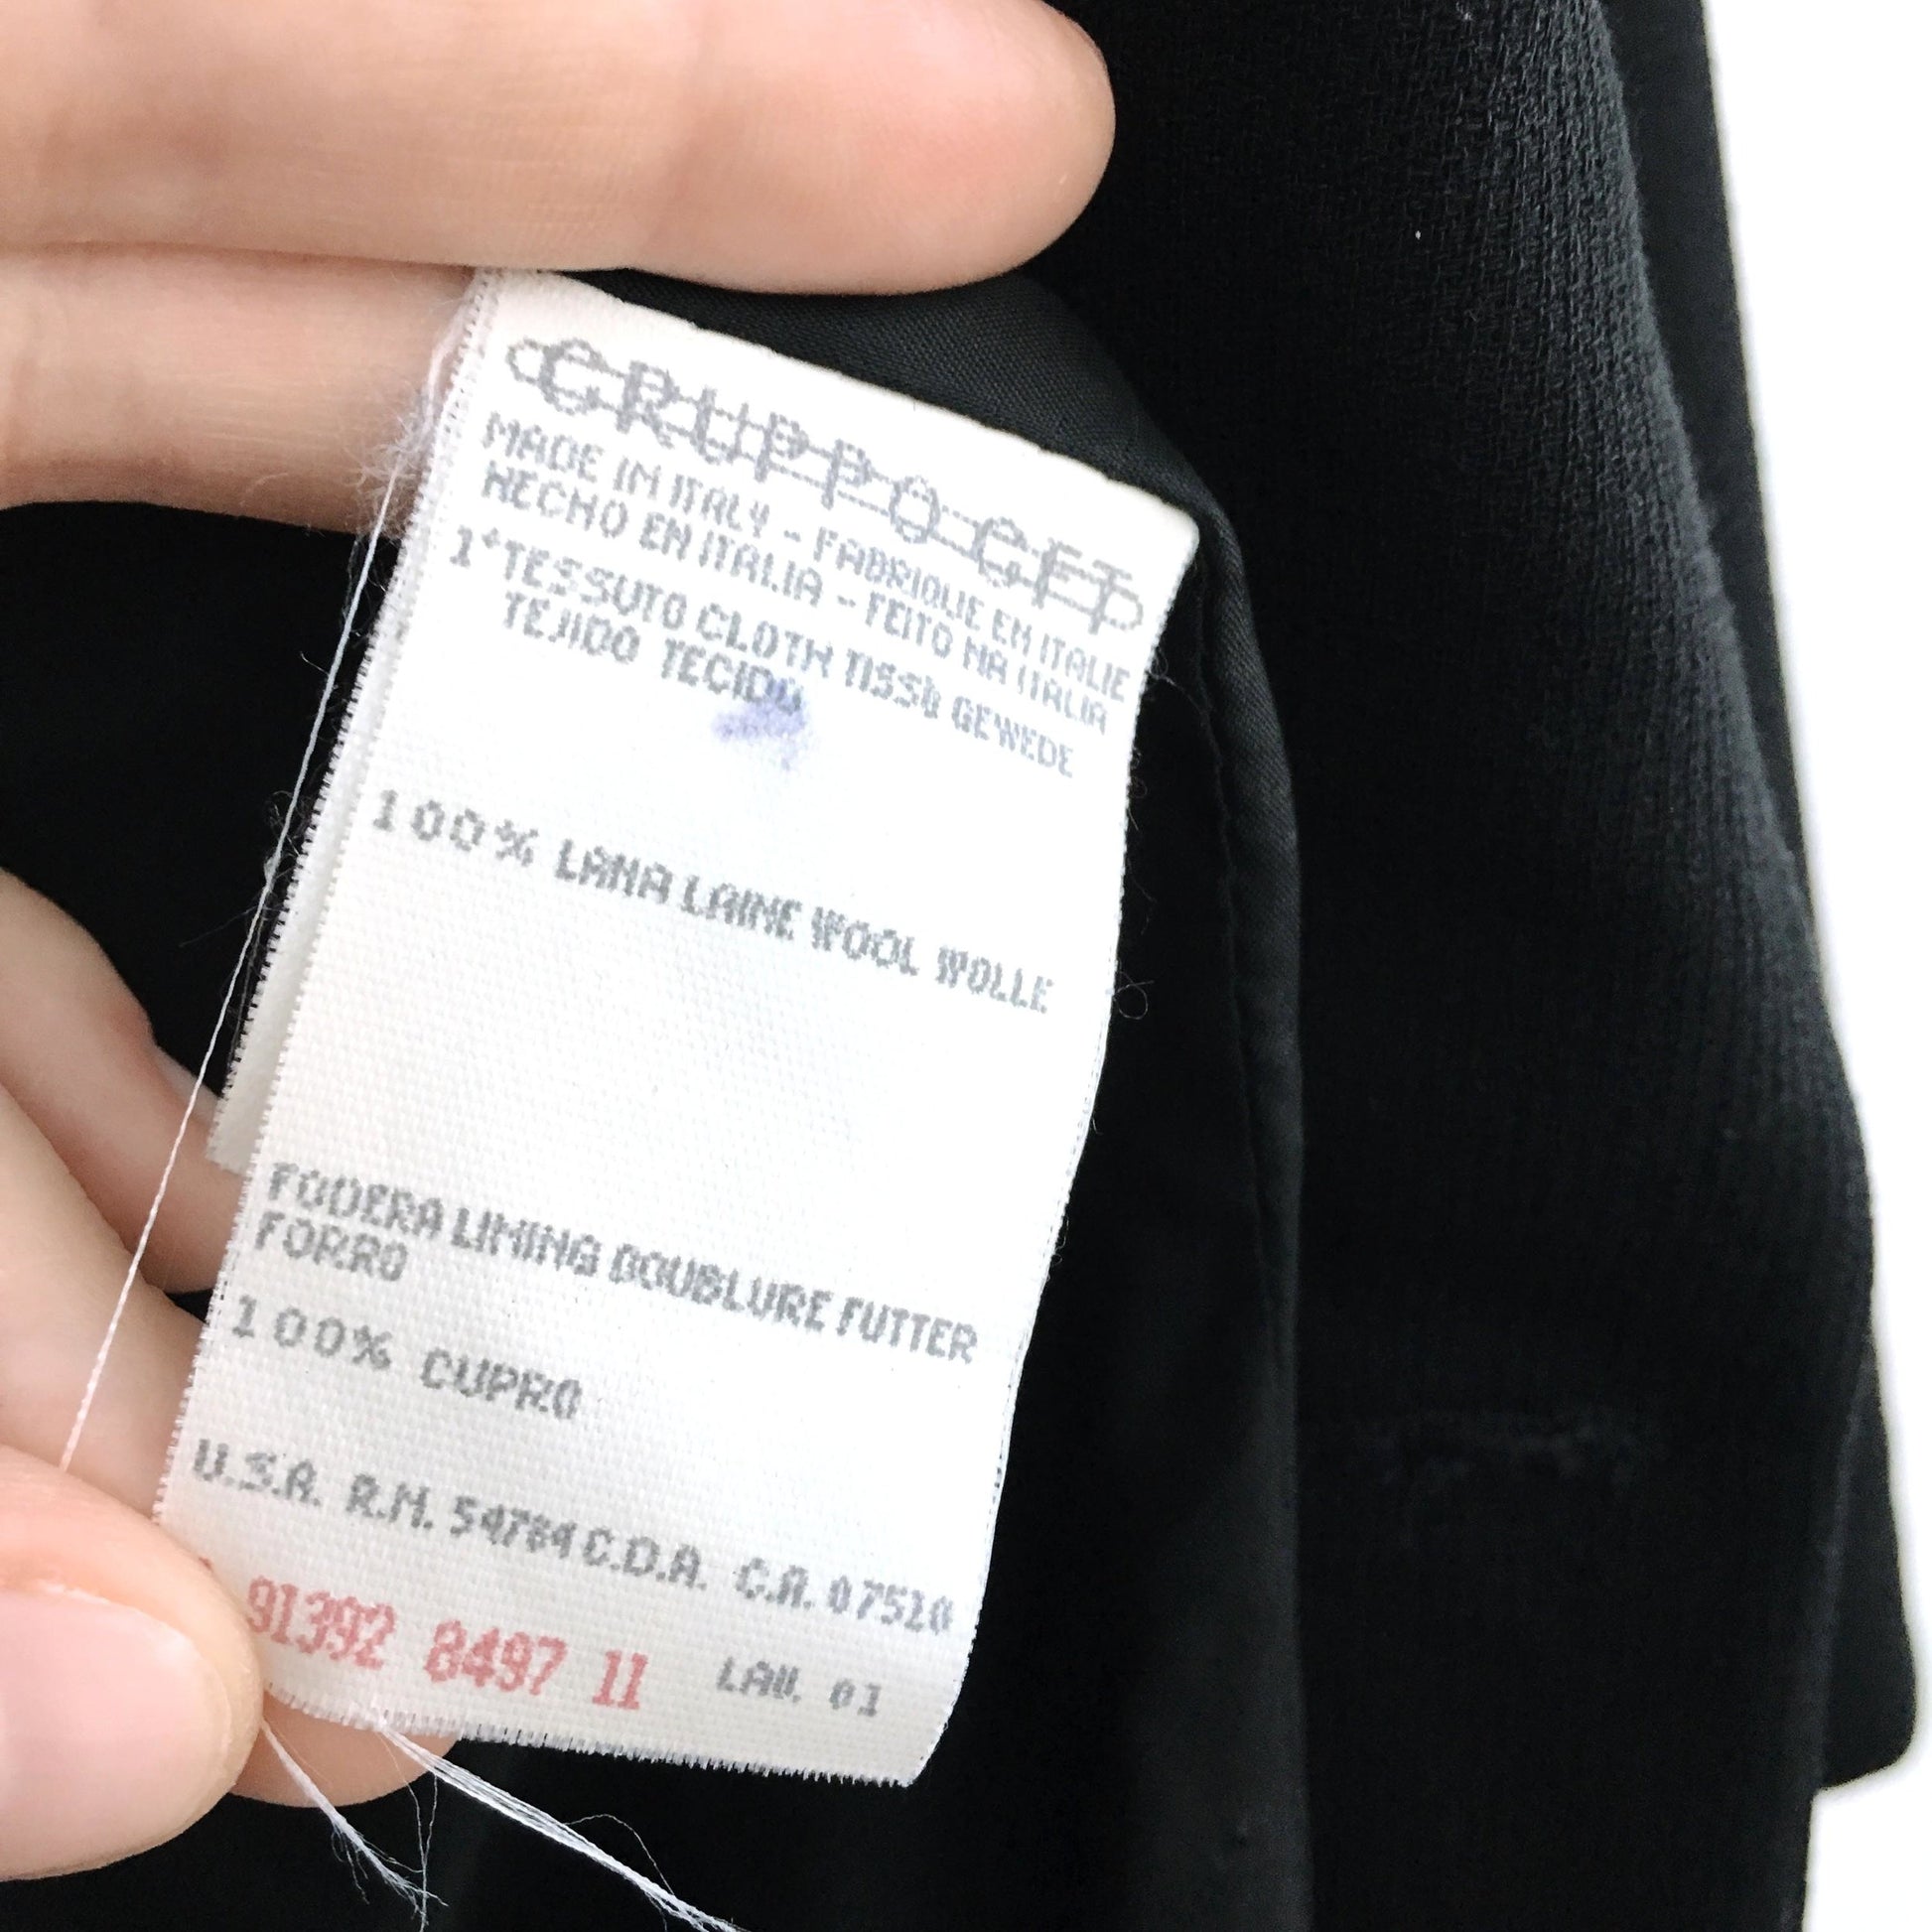 GRUPPO GFT
MADE IN ITALY - FABRIQUE EN ITALIE
HECHO EN ITALIA - FEITO NA ITALIA
1* TESSUTO CLOTH TISSU GEWEDE
TEJIDO TECIDO
100% LANA LAINE WOOL WOLLE
FODERA LINING DOUBLURE FUTTER
FORRO
100% CUPRO
U.S.A. R.N. 54784 C.D.A. C.A. 07510
91392 8497 11 LAV. 01